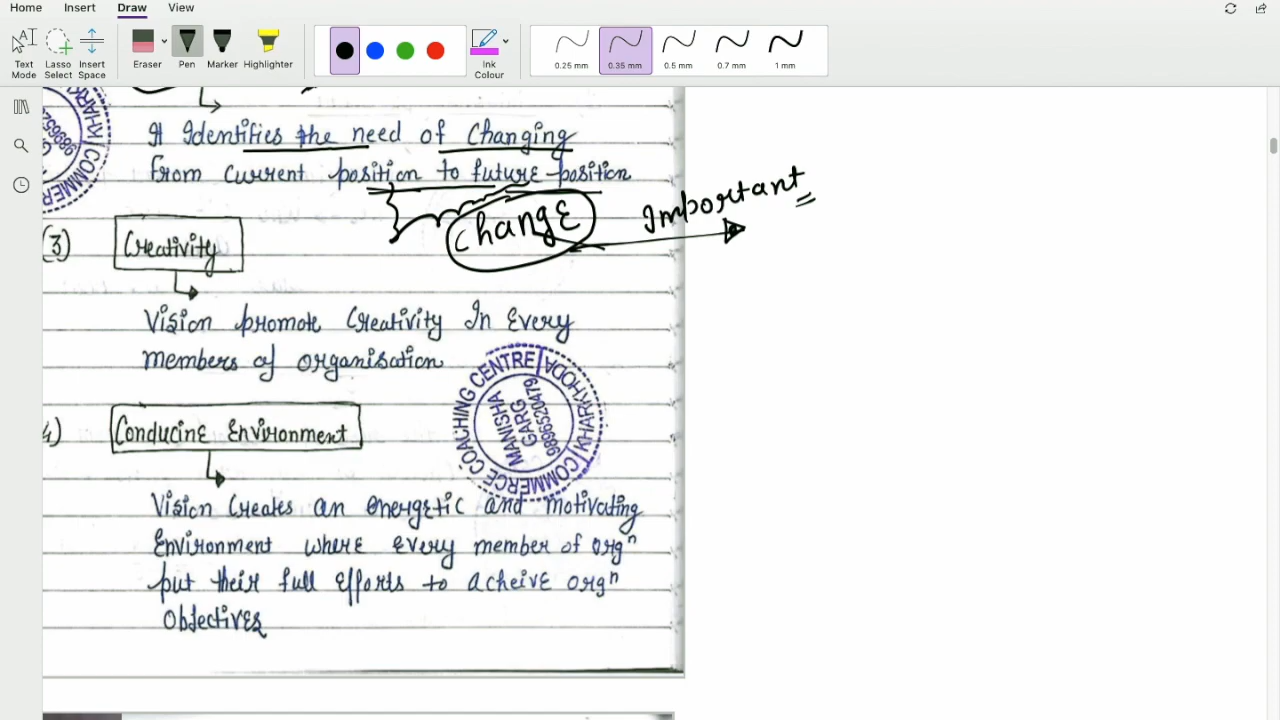 Home Insert Draw View
Text Mode
Lasso Select
Insert Space
Eraser
Pen
Marker
Highlighter
Ink Colour
0.25 mm
0.35 mm
0.5 mm
0.7 mm
1 mm
It Identifies the need of Changing
from current position to future position
Change
Important
(3) Creativity
Vision promote Creativity In Every
members of organisation
COMMERCE COACHING CENTRE
MANISHA
GARG
9896520479
4) Conducine Environment
Vision Creates an energetic and motivating
Environment where every member of orgn
put their full efforts to acheive orgn
Objectives